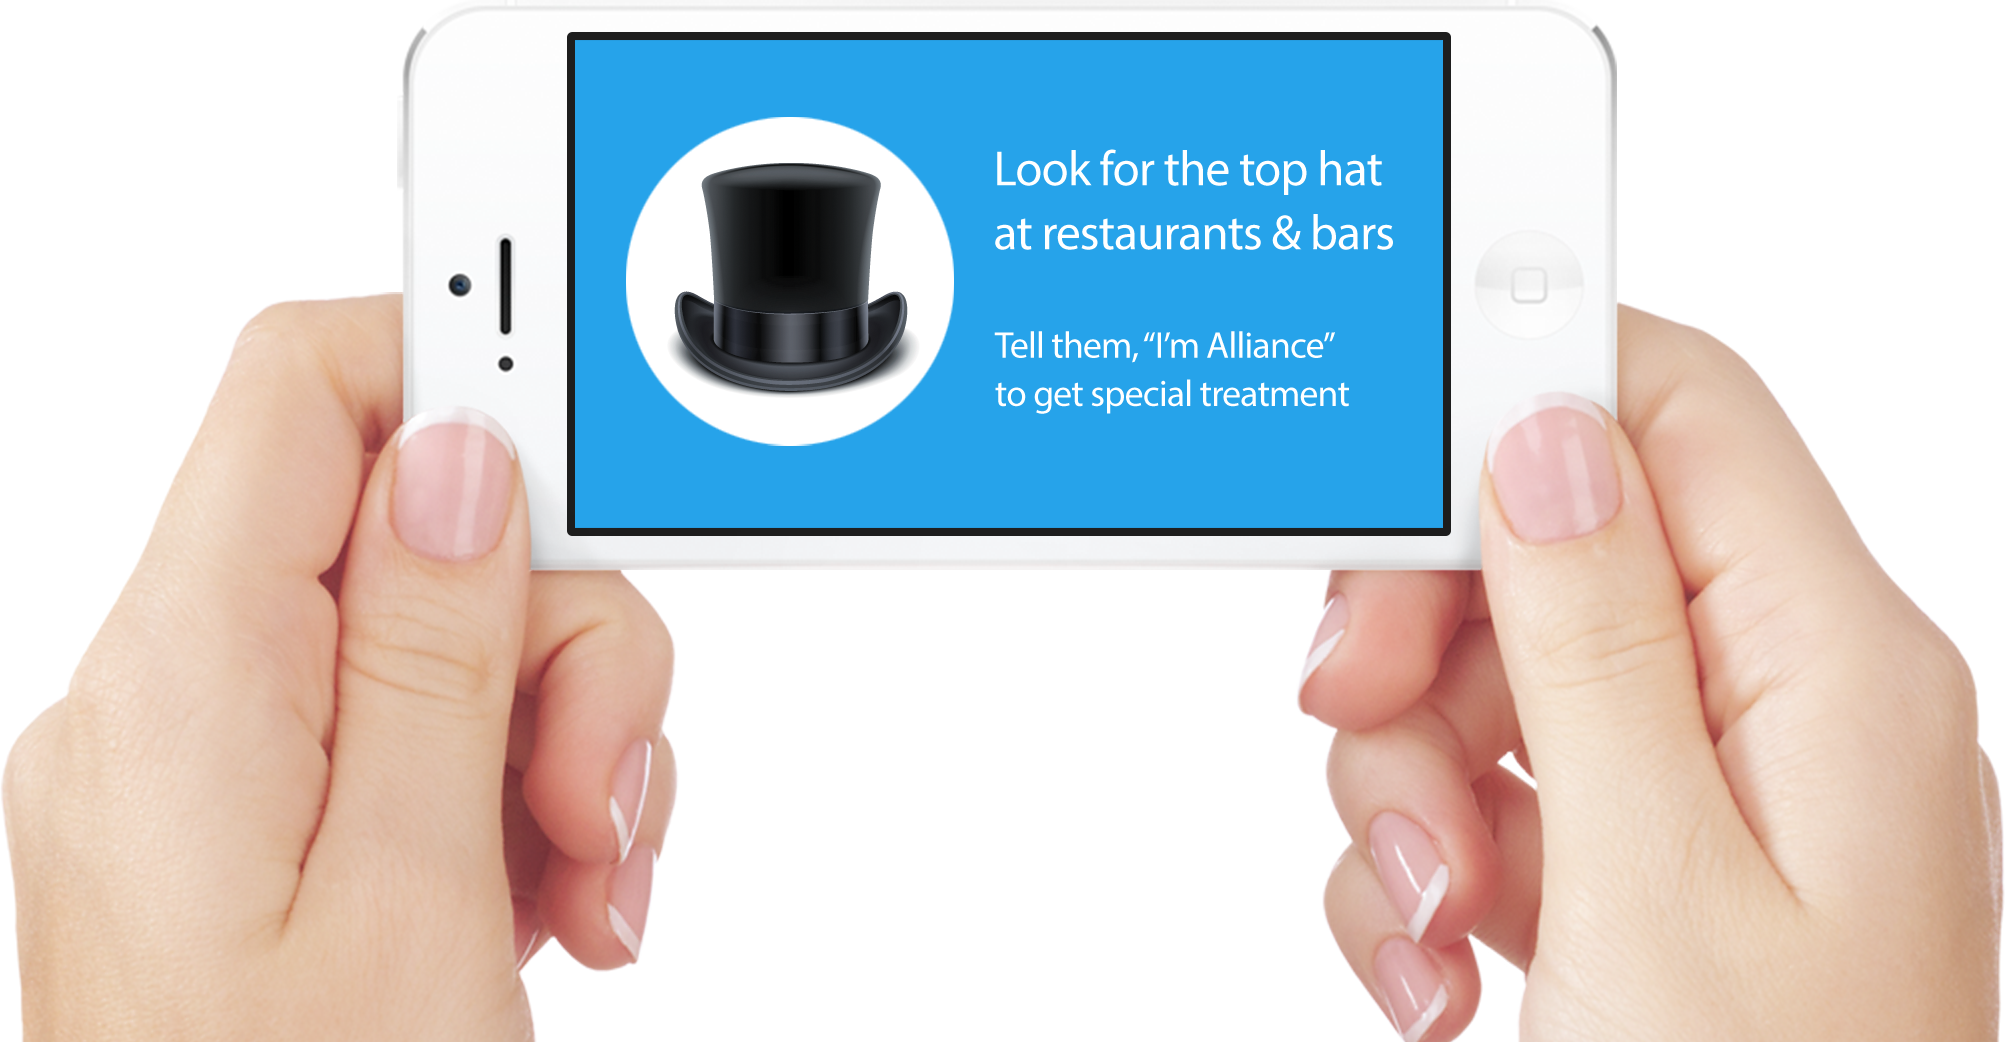 Look for the top hat
at restaurants & bars
Tell them, “I’m Alliance”
to get special treatment